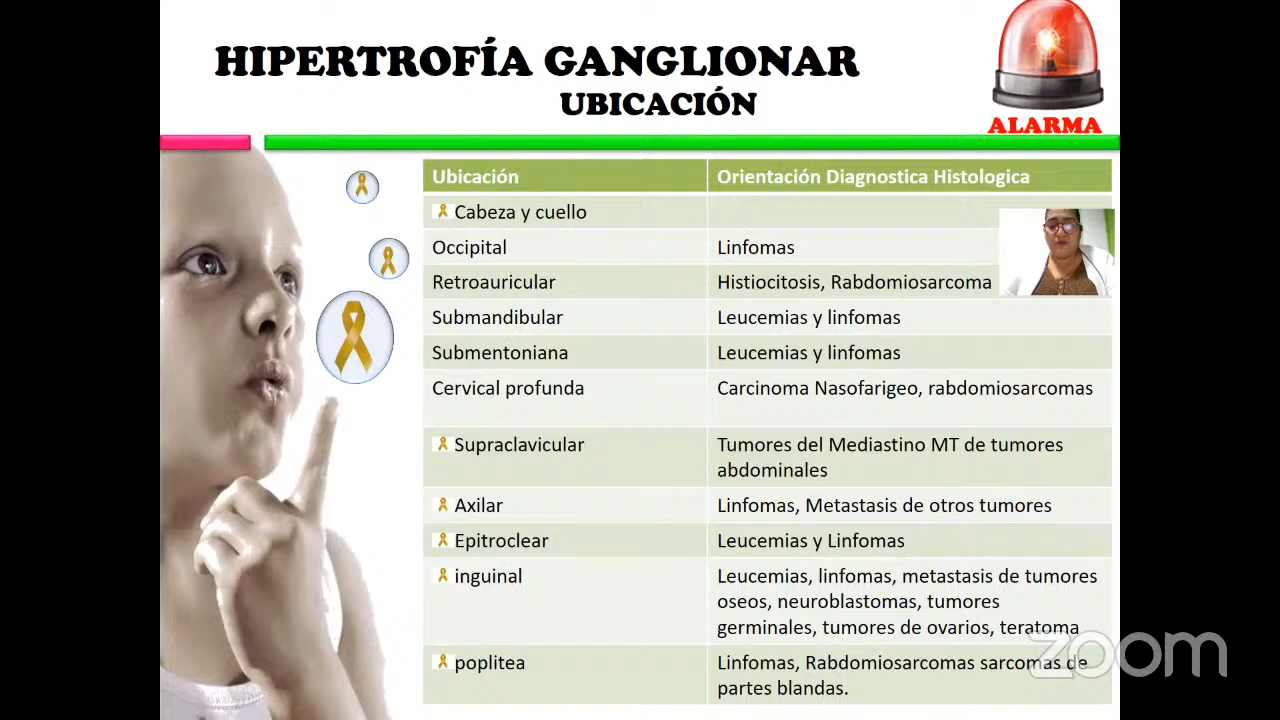 HIPERTROFÍA GANGLIONAR
UBICACIÓN
ALARMA
Ubicación
Orientación Diagnostica Histologica
Cabeza y cuello
Occipital
Linfomas
Retroauricular
Histiocitosis, Rabdomiosarcoma
Submandibular
Leucemias y linfomas
Submentoniana
Leucemias y linfomas
Cervical profunda
Carcinoma Nasofarigeo, rabdomiosarcomas
Supraclavicular
Tumores del Mediastino MT de tumores
abdominales
Axilar
Linfomas, Metastasis de otros tumores
Epitroclear
Leucemias y Linfomas
inguinal
Leucemias, linfomas, metastasis de tumores
oseos, neuroblastomas, tumores
germinales, tumores de ovarios, teratoma
poplitea
Linfomas, Rabdomiosarcomas sarcomas de
partes blandas.
zoom